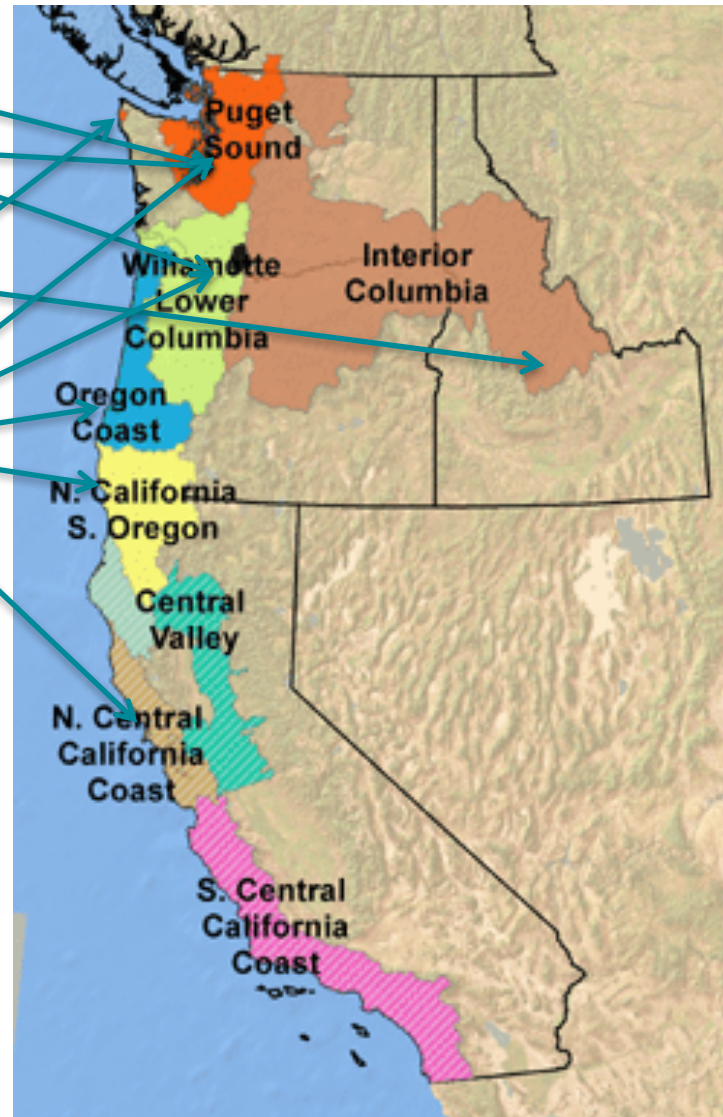 Puget
Sound
Willamette
Lower
Columbia
Interior
Columbia
Oregon
Coast
N. California
S. Oregon
Central
Valley
N. Central
California
Coast
S. Central
California
Coast